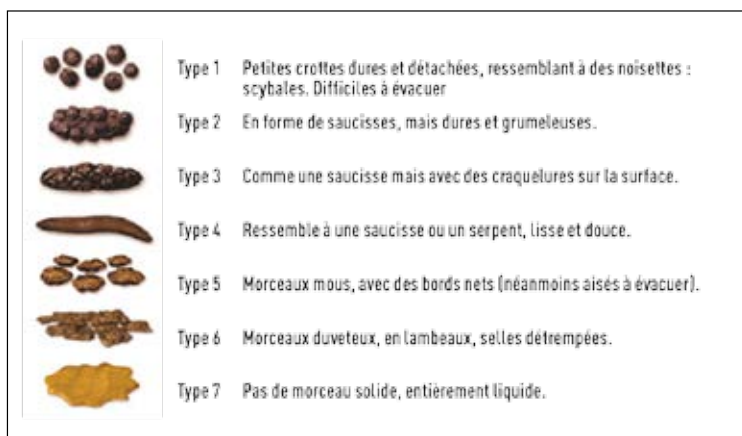 Type 1 Petites crottes dures et détachées, ressemblant à des noisettes :
scybales. Difficiles à évacuer
Type 2 En forme de saucisses, mais dures et grumeleuses.
Type 3 Comme une saucisse mais avec des craquelures sur la surface.
Type 4 Ressemble à une saucisse ou un serpent, lisse et douce.
Type 5 Morceaux mous, avec des bords nets (néanmoins aisés à évacuer).
Type 6 Morceaux duveteux, en lambeaux, selles détrempées.
Type 7 Pas de morceau solide, entièrement liquide.